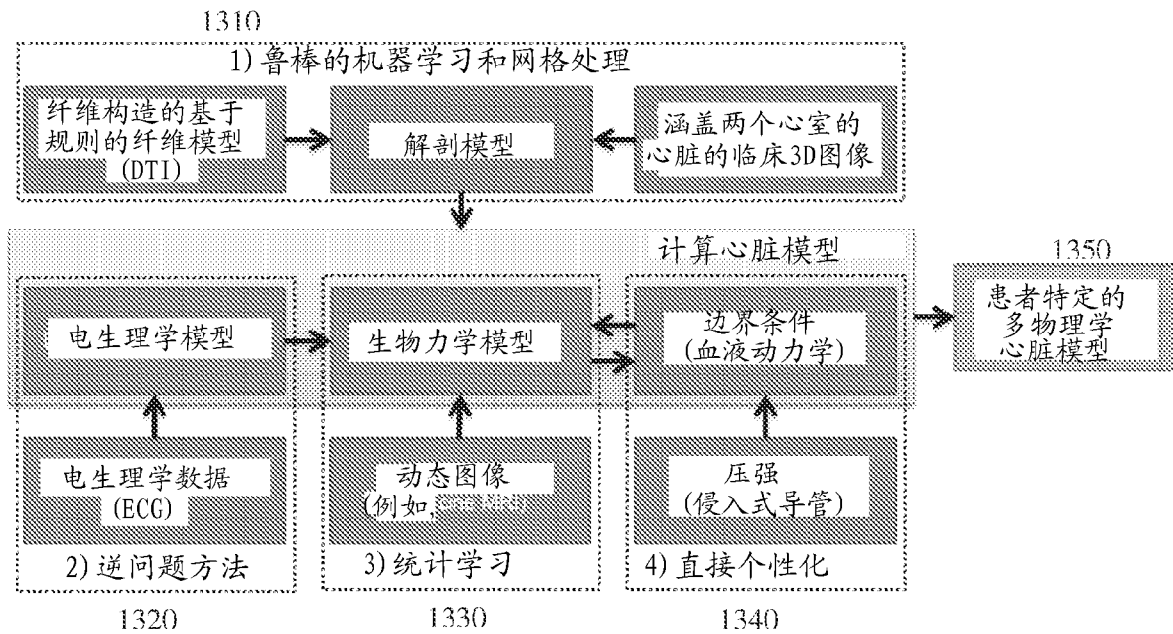 1310
1)鲁棒的机器学习和网格处理
纤维构造的基于
规则的纤维模型
(DTI)
解剖模型
涵盖两个心室的
心脏的临床3D图像
计算心脏模型
1350
患者特定的
多物理学
心脏模型
电生理学模型
生物力学模型
边界条件
(血液动力学)
电生理学数据
(ECG)
动态图像
(例如,
压强
(侵入式导管)
2)逆问题方法
3)统计学习
4)直接个性化
1320
1330
1340